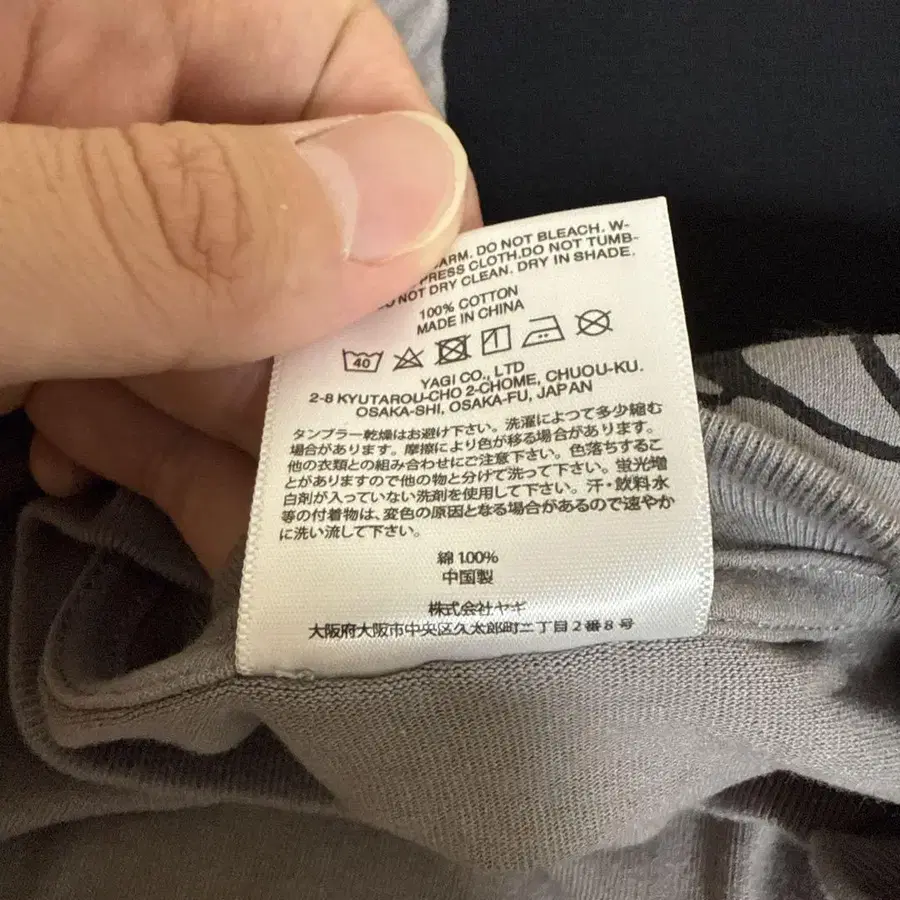 ARM. DO NOT BLEACH. W-
PRESS CLOTH.DO NOT TUMB-
NOT DRY CLEAN. DRY IN SHADE.
100% COTTON
MADE IN CHINA
40
YAGI CO., LTD
2-8 KYUTAROU-CHO 2-CHOME, CHUOU-KU.
OSAKA-SHI, OSAKA-FU, JAPAN
タンブラー乾燥はお避け下さい。洗濯によつて多少縮む
場合があります。摩擦により色が移る場合があります。
他の衣類との組み合わせにご注意下さい。色落ちするこ
とがありますので他の物と分けて洗って下さい。蛍光増
白剤が入っていない洗剤を使用して下さい。汗・飲料水
等の付着物は、変色の原因となる場合があるので速やか
に洗い流して下さい。
綿 100%
中国製
株式会社ヤギ
大阪府大阪市中央区久太郎町二丁目2番8号